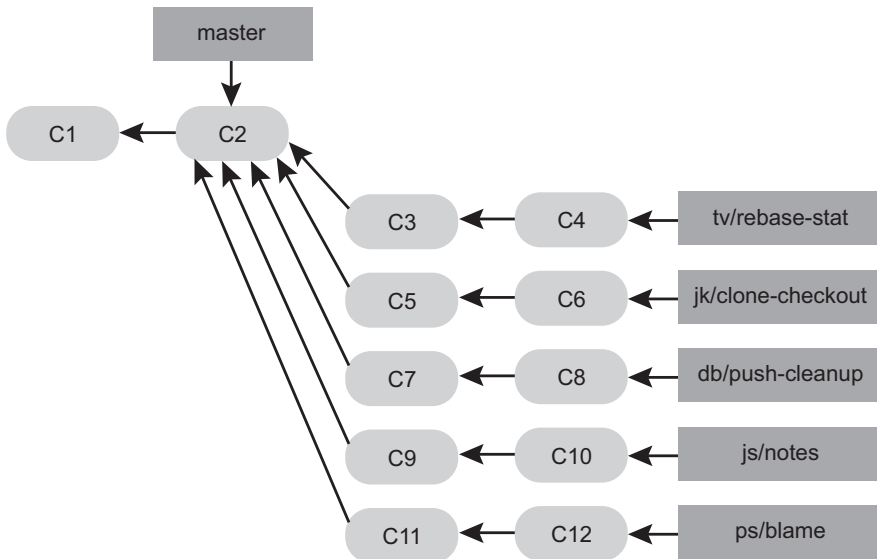 master
C1
C2
C3
C4
tv/rebase-stat
C5
C6
jk/clone-checkout
C7
C8
db/push-cleanup
C9
C10
js/notes
C11
C12
ps/blame